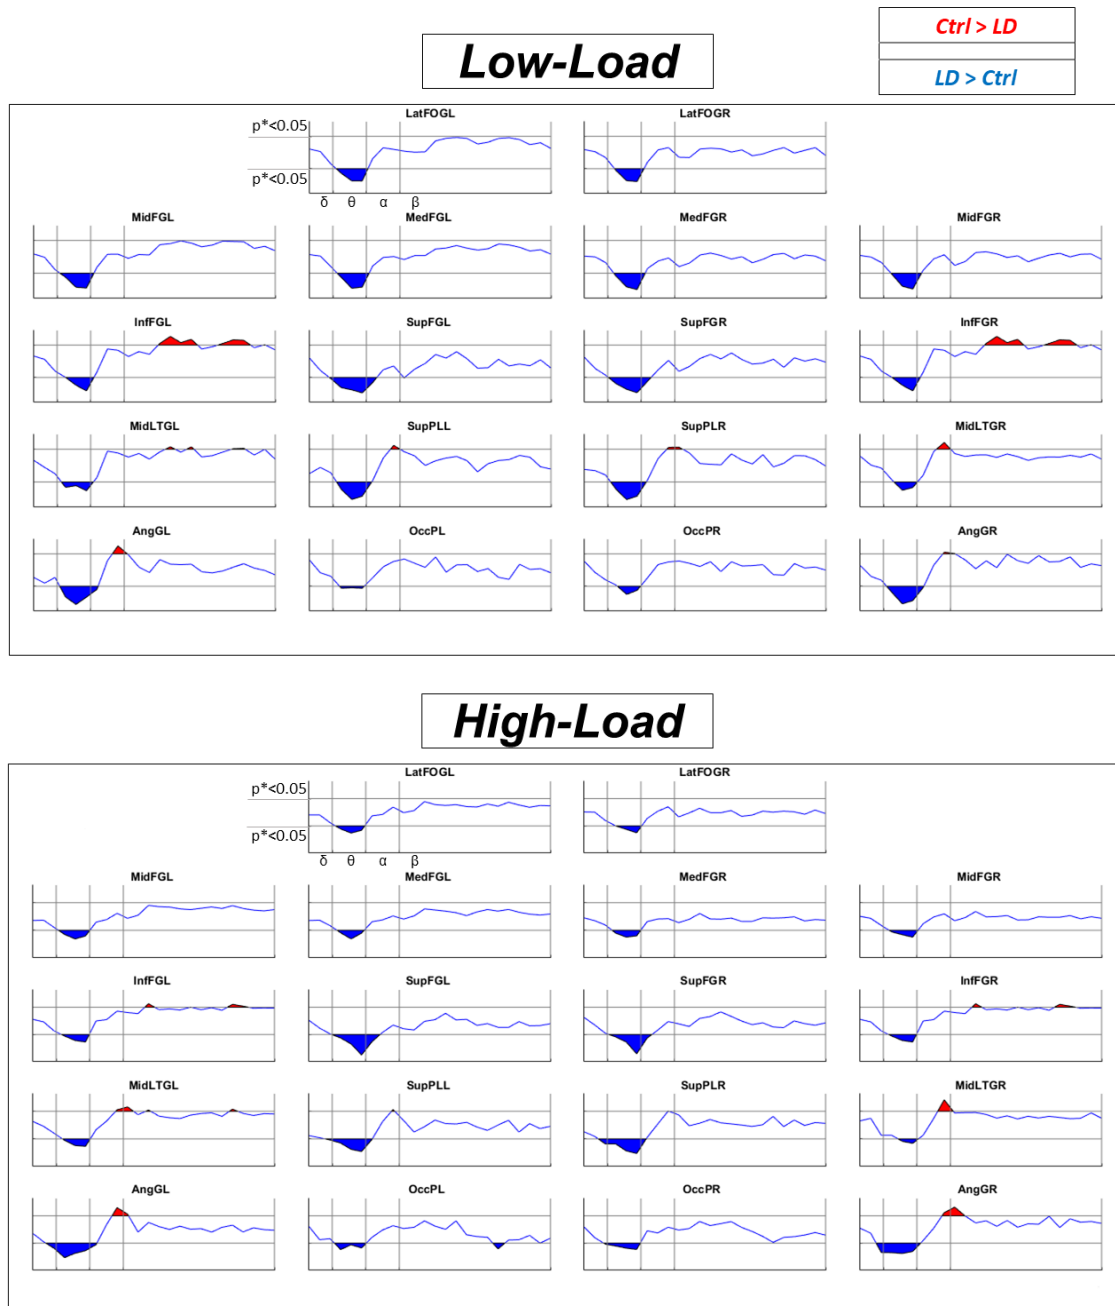 Ctrl > LD
Low-Load
LD > Ctrl
LatFOGL LatFOGR
p*<0.05
p*<0.05
δ θ α β
MidFGL MedFGL MedFGR MidFGR
InfFGL SupFGL SupFGR InfFGR
MidLTGL SupPLL SupPLR MidLTGR
AngGL OccPL OccPR AngGR
High-Load
LatFOGL LatFOGR
p*<0.05
p*<0.05
δ θ α β
MidFGL MedFGL MedFGR MidFGR
InfFGL SupFGL SupFGR InfFGR
MidLTGL SupPLL SupPLR MidLTGR
AngGL OccPL OccPR AngGR